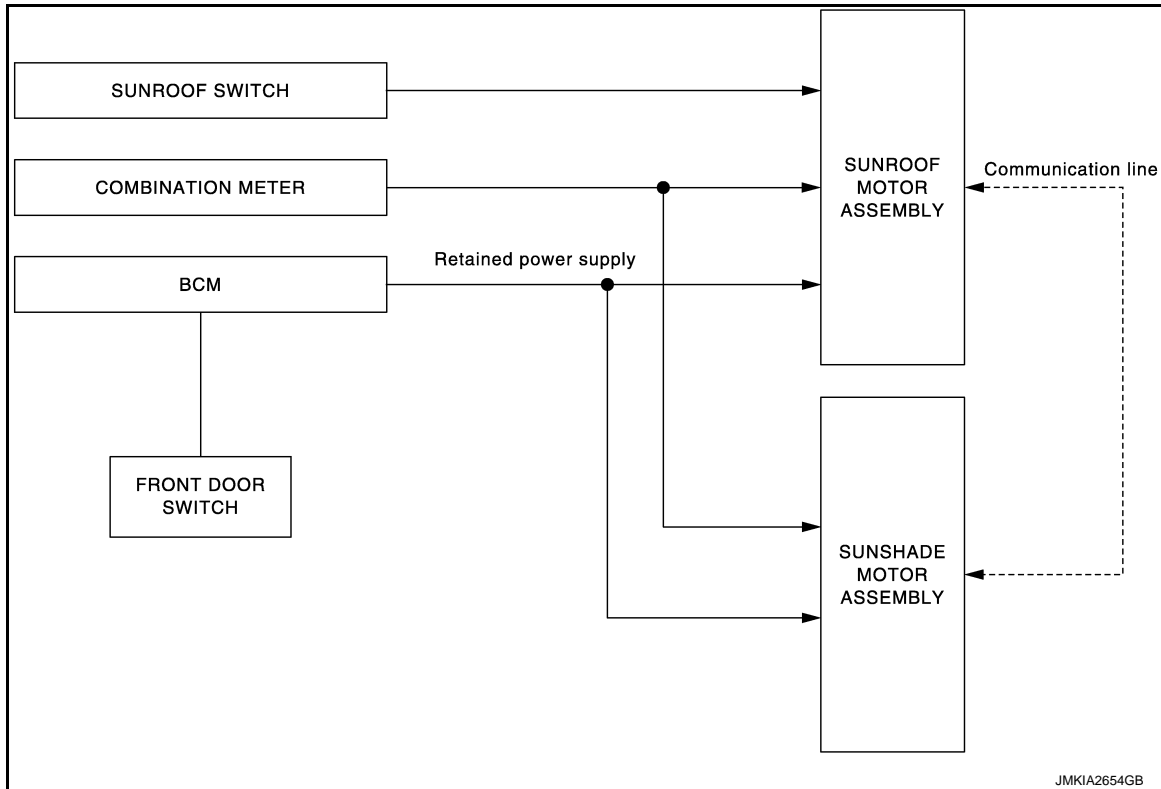 SUNROOF SWITCH
COMBINATION METER
BCM
Retained power supply
FRONT DOOR
SWITCH
SUNROOF
MOTOR
ASSEMBLY
Communication line
SUNSHADE
MOTOR
ASSEMBLY
JMKIA2654GB